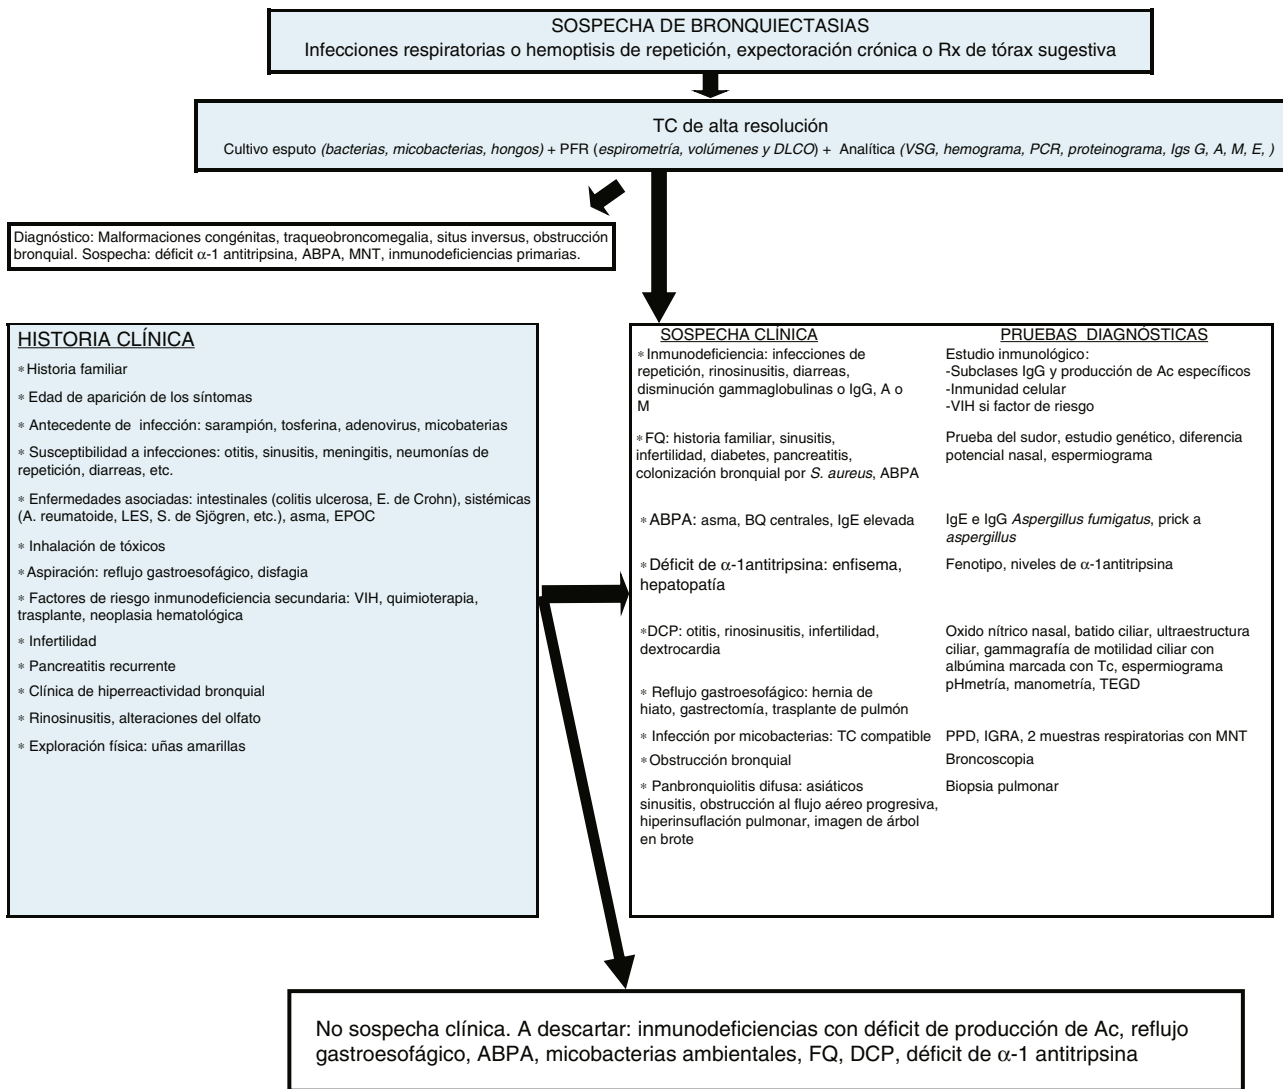 SOSPECHA DE BRONQUIECTASIAS
Infecciones respiratorias o hemoptisis de repetición, expectoración crónica o Rx de tórax sugestiva
TC de alta resolución
Cultivo esputo (bacterias, micobacterias, hongos) + PFR (espirometría, volúmenes y DLCO) + Analítica (VSG, hemograma, PCR, proteinograma, Igs G, A, M, E, )
Diagnóstico: Malformaciones congénitas, traqueobroncomegalia, situs inversus, obstrucción
bronquial. Sospecha: déficit α-1 antitripsina, ABPA, MNT, inmunodeficiencias primarias.
HISTORIA CLÍNICA
*Historia familiar
* Edad de aparición de los síntomas
* Antecedente de infección: sarampión, tosferina, adenovirus, micobaterias
* Susceptibilidad a infecciones: otitis, sinusitis, meningitis, neumonías de
repetición, diarreas, etc.
* Enfermedades asociadas: intestinales (colitis ulcerosa, E. de Crohn), sistémicas
(A. reumatoide, LES, S. de Sjögren, etc.), asma, EPOC
* Inhalación de tóxicos
*Aspiración: reflujo gastroesofágico, disfagia
* Factores de riesgo inmunodeficiencia secundaria: VIH, quimioterapia,
trasplante, neoplasia hematológica
* Infertilidad
* Pancreatitis recurrente
* Clínica de hiperreactividad bronquial
* Rinosinusitis, alteraciones del olfato
* Exploración física: uñas amarillas
SOSPECHA CLÍNICA
*Inmunodeficiencia: infecciones de
repetición, rinosinusitis, diarreas,
disminución gammaglobulinas o IgG, A o
M
*FQ: historia familiar, sinusitis,
infertilidad, diabetes, pancreatitis,
colonización bronquial por S. aureus, ABPA
* ABPA: asma, BQ centrales, IgE elevada
*Déficit de α-1antitripsina: enfisema,
hepatopatía
*DCP: otitis, rinosinusitis, infertilidad,
dextrocardia
* Reflujo gastroesofágico: hernia de
hiato, gastrectomía, trasplante de pulmón
* Infección por micobacterias: TC compatible
*Obstrucción bronquial
* Panbronquiolitis difusa: asiáticos
sinusitis, obstrucción al flujo aéreo progresiva,
hiperinsuflación pulmonar, imagen de árbol
en brote
PRUEBAS DIAGNÓSTICAS
Estudio inmunológico:
-Subclases IgG y producción de Ac específicos
-Inmunidad celular
-VIH si factor de riesgo
Prueba del sudor, estudio genético, diferencia
potencial nasal, espermiograma
IgE e IgG Aspergillus fumigatus, prick a
aspergillus
Fenotipo, niveles de α-1antitripsina
Oxido nítrico nasal, batido ciliar, ultraestructura
ciliar, gammagrafía de motilidad ciliar con
albúmina marcada con Tc, espermiograma
pHmetría, manometría, TEGD
PPD, IGRA, 2 muestras respiratorias con MNT
Broncoscopia
Biopsia pulmonar
No sospecha clínica. A descartar: inmunodeficiencias con déficit de producción de Ac, reflujo
gastroesofágico, ABPA, micobacterias ambientales, FQ, DCP, déficit de α-1 antitripsina